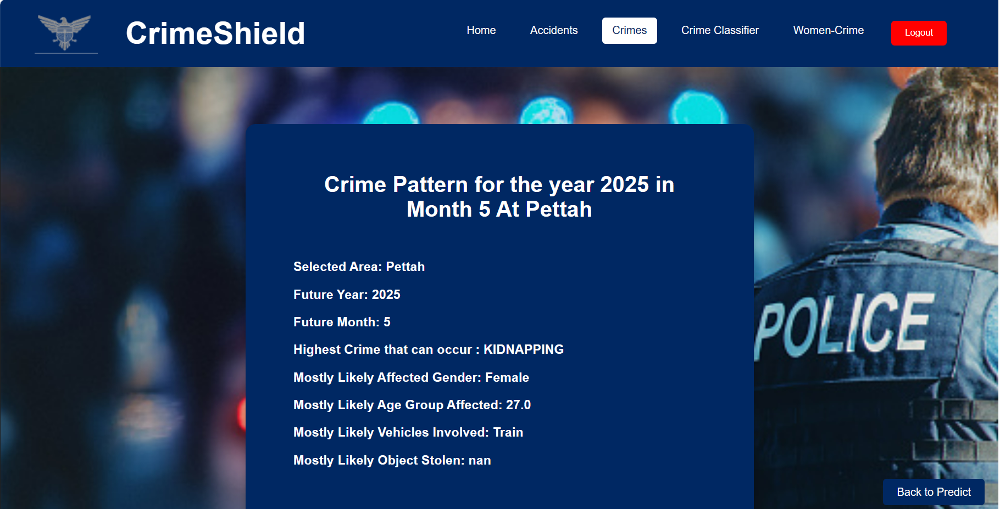 CrimeShield
Home
Accidents
Crimes
Crime Classifier
Women-Crime
Logout
Crime Pattern for the year 2025 in
Month 5 At Pettah
Selected Area: Pettah
Future Year: 2025
Future Month: 5
Highest Crime that can occur : KIDNAPPING
Mostly Likely Affected Gender: Female
Mostly Likely Age Group Affected: 27.0
Mostly Likely Vehicles Involved: Train
Mostly Likely Object Stolen: nan
POLICE
Back to Predict